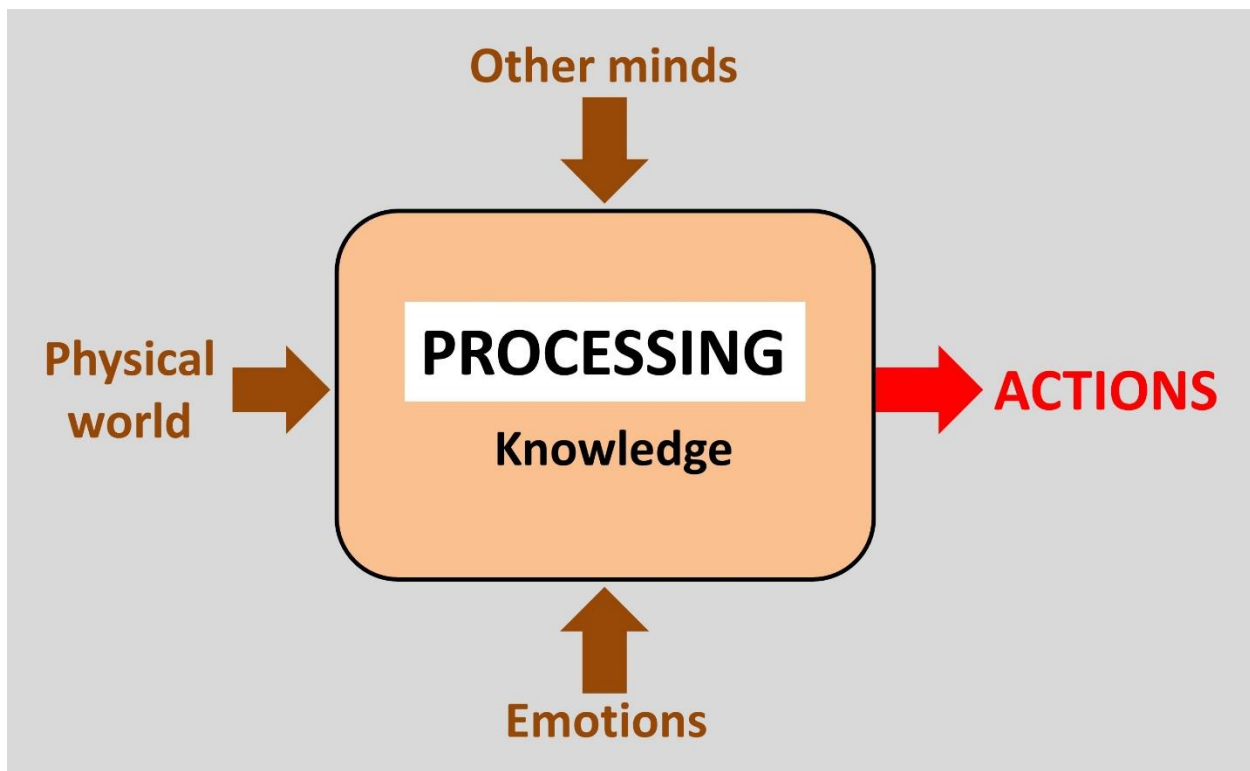 Other minds
Physical
world
PROCESSING
Knowledge
ACTIONS
Emotions